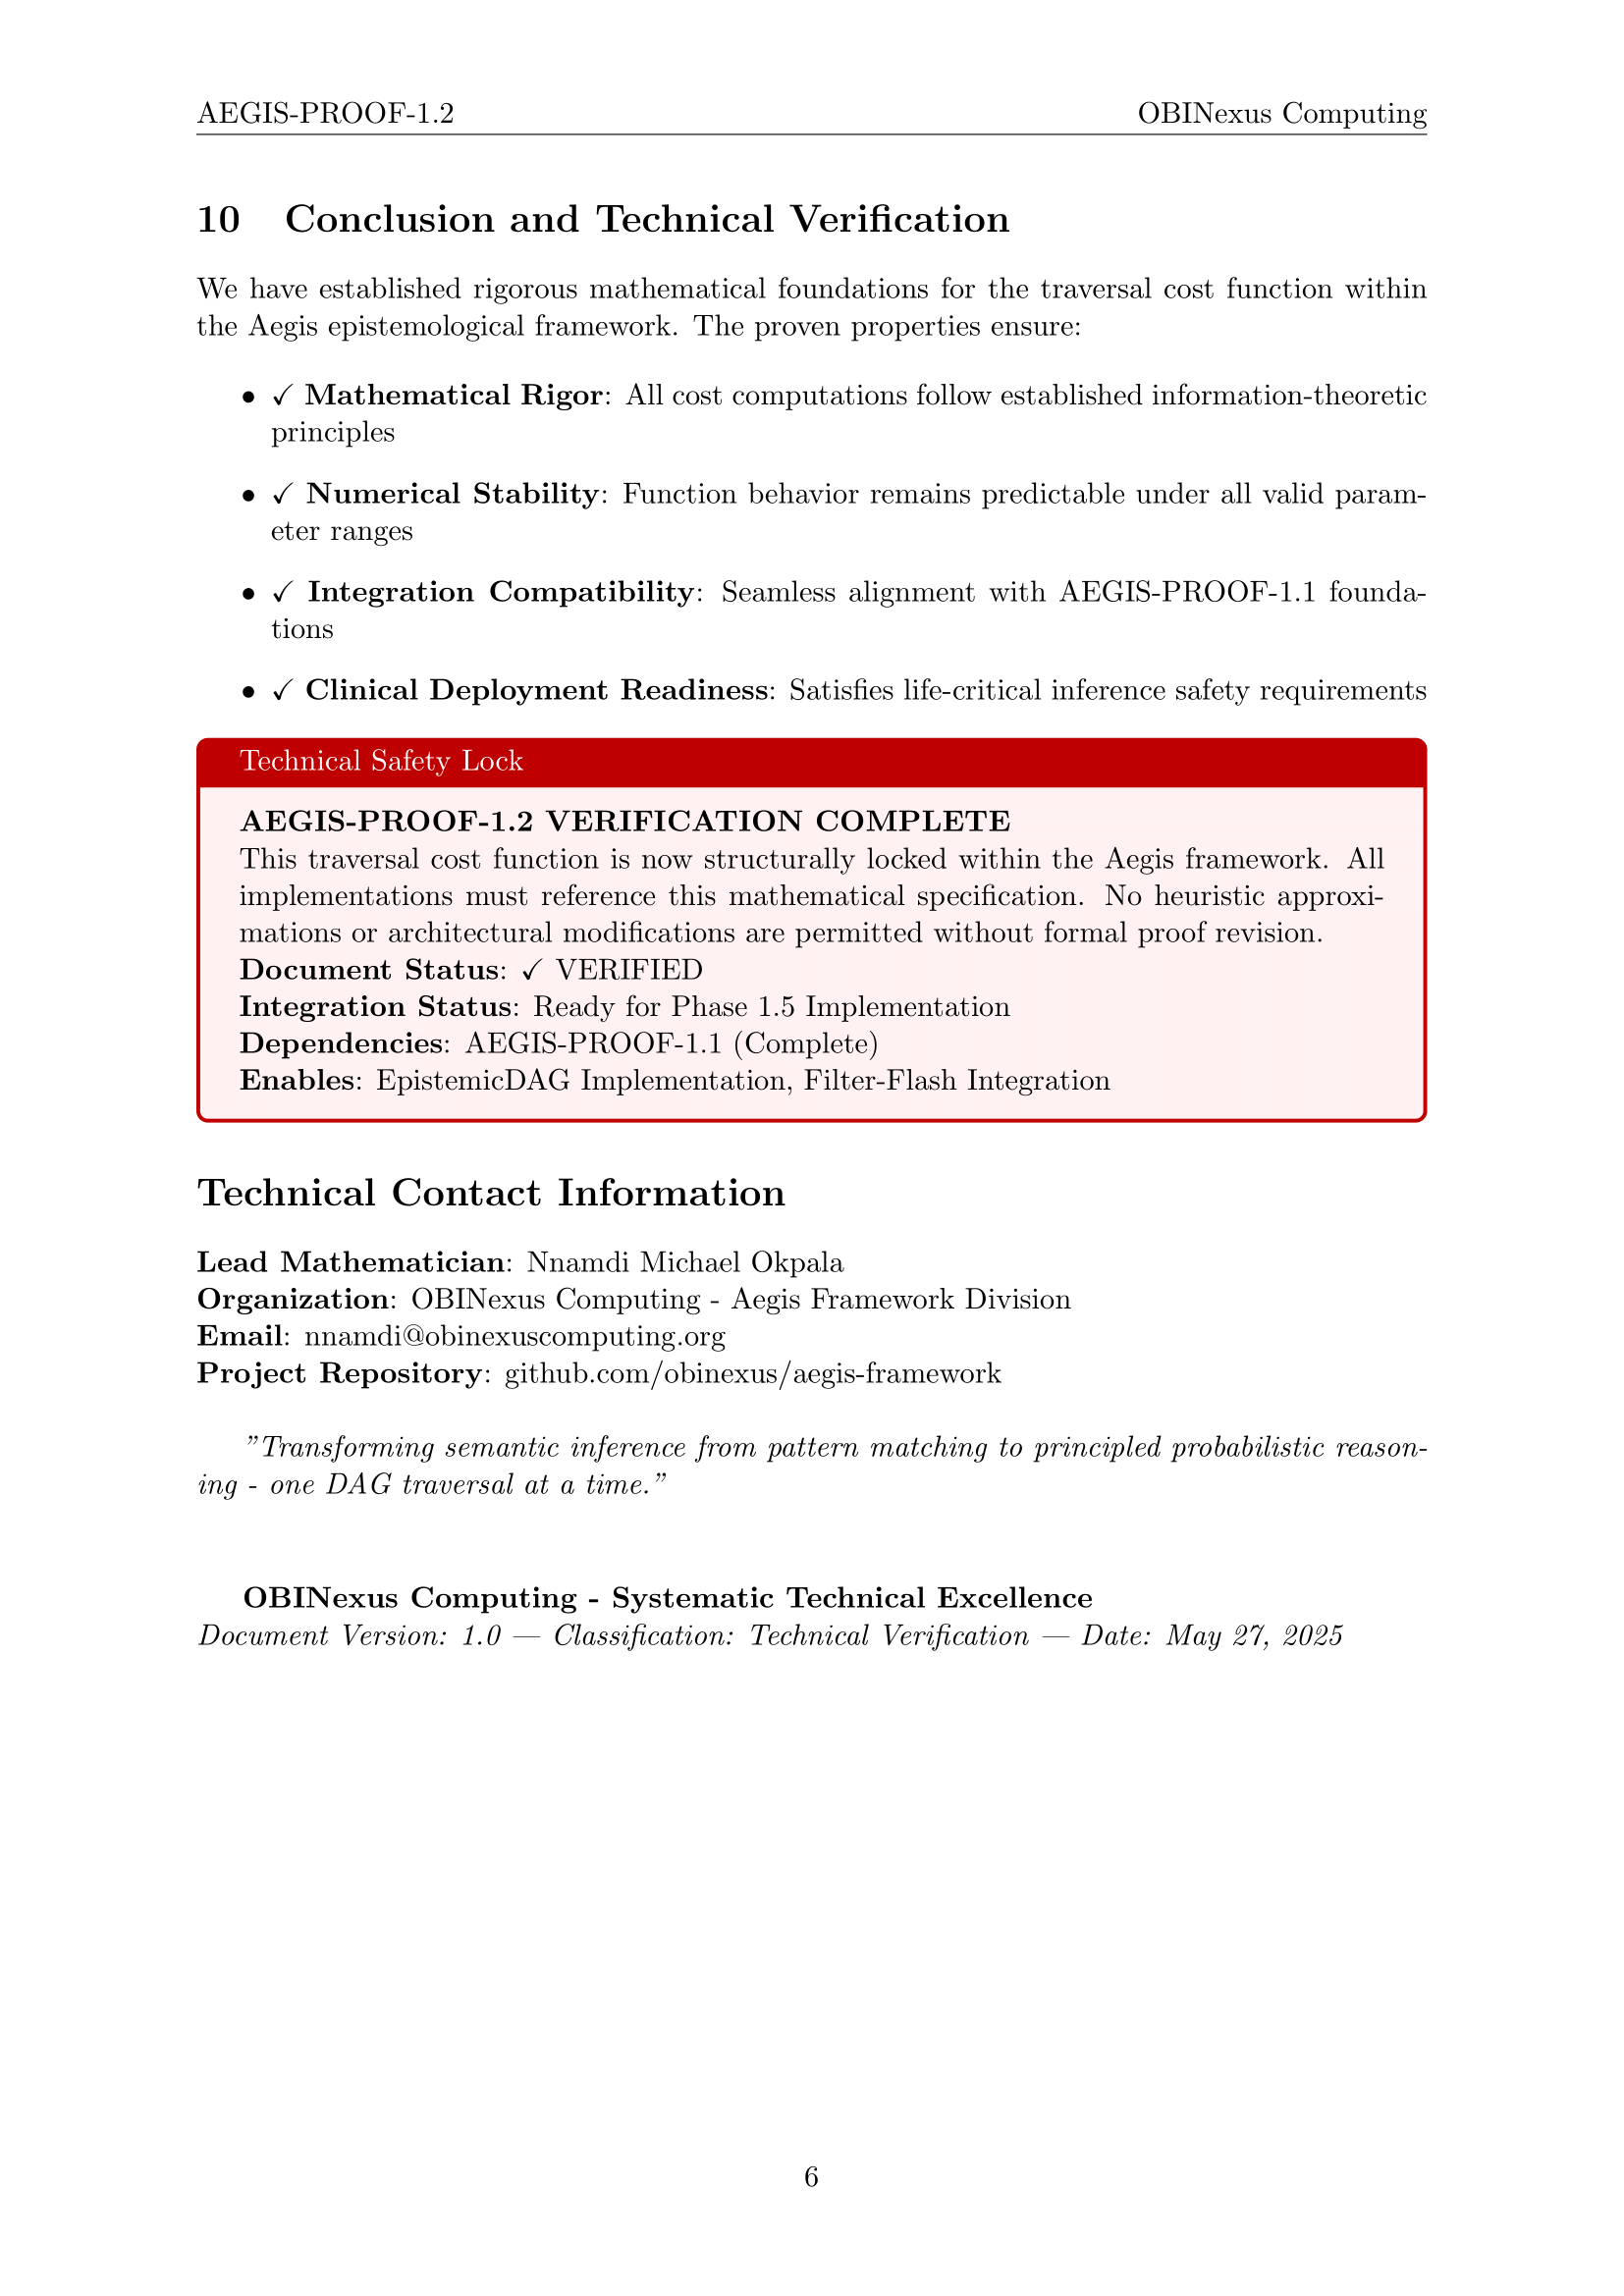 AEGIS-PROOF-1.2 OBINexus Computing
10 Conclusion and Technical Verification
We have established rigorous mathematical foundations for the traversal cost function within
the Aegis epistemological framework. The proven properties ensure:
• ✓ Mathematical Rigor: All cost computations follow established information-theoretic
principles
• ✓ Numerical Stability: Function behavior remains predictable under all valid param-
eter ranges
• ✓ Integration Compatibility: Seamless alignment with AEGIS-PROOF-1.1 founda-
tions
• ✓ Clinical Deployment Readiness: Satisfies life-critical inference safety requirements
Technical Safety Lock
AEGIS-PROOF-1.2 VERIFICATION COMPLETE
This traversal cost function is now structurally locked within the Aegis framework. All
implementations must reference this mathematical specification. No heuristic approxi-
mations or architectural modifications are permitted without formal proof revision.
Document Status: ✓ VERIFIED
Integration Status: Ready for Phase 1.5 Implementation
Dependencies: AEGIS-PROOF-1.1 (Complete)
Enables: EpistemicDAG Implementation, Filter-Flash Integration
Technical Contact Information
Lead Mathematician: Nnamdi Michael Okpala
Organization: OBINexus Computing - Aegis Framework Division
Email: nnamdi@obinexuscomputing.org
Project Repository: github.com/obinexus/aegis-framework
”Transforming semantic inference from pattern matching to principled probabilistic reason-
ing - one DAG traversal at a time.”
OBINexus Computing - Systematic Technical Excellence
Document Version: 1.0 — Classification: Technical Verification — Date: May 27, 2025
6